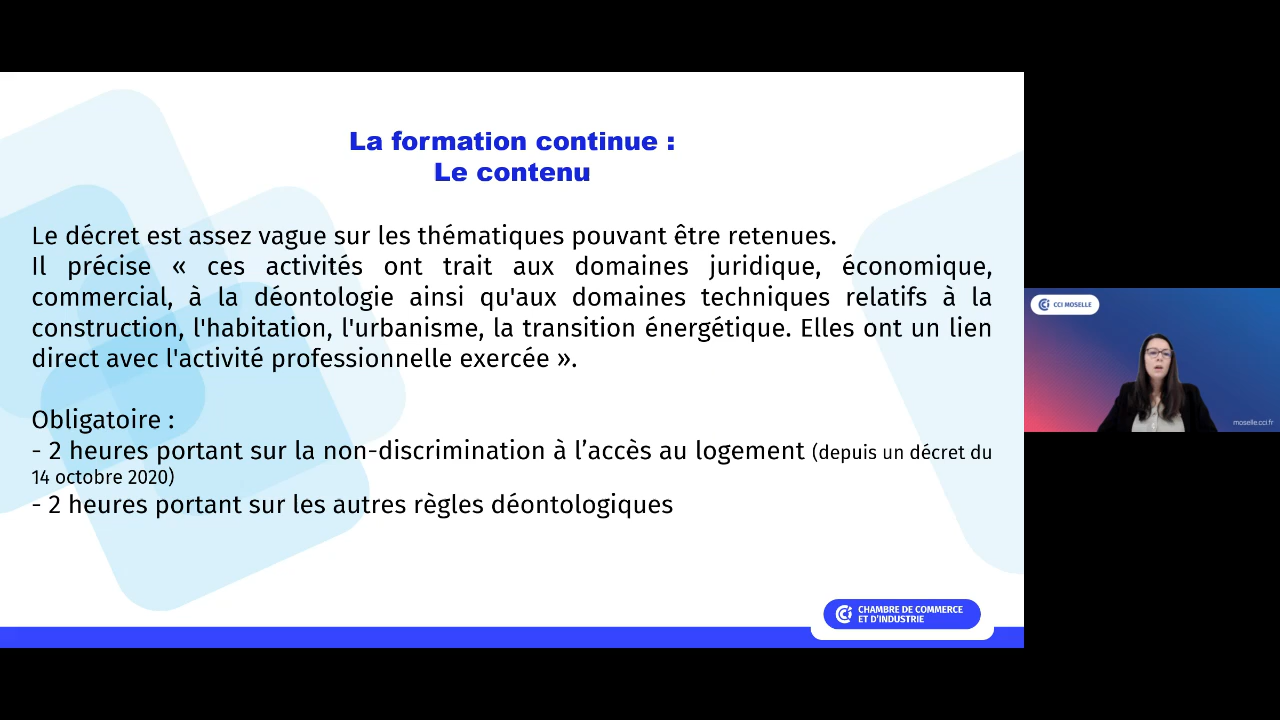 La formation continue :
Le contenu
Le décret est assez vague sur les thématiques pouvant être retenues.
Il précise « ces activités ont trait aux domaines juridique, économique,
commercial, à la déontologie ainsi qu'aux domaines techniques relatifs à la
construction, l'habitation, l'urbanisme, la transition énergétique. Elles ont un lien
direct avec l'activité professionnelle exercée ».
Obligatoire :
- 2 heures portant sur la non-discrimination à l’accès au logement (depuis un décret du
14 octobre 2020)
- 2 heures portant sur les autres règles déontologiques
CHAMBRE DE COMMERCE
ET D'INDUSTRIE
CCI MOSELLE
moselle.cci.fr